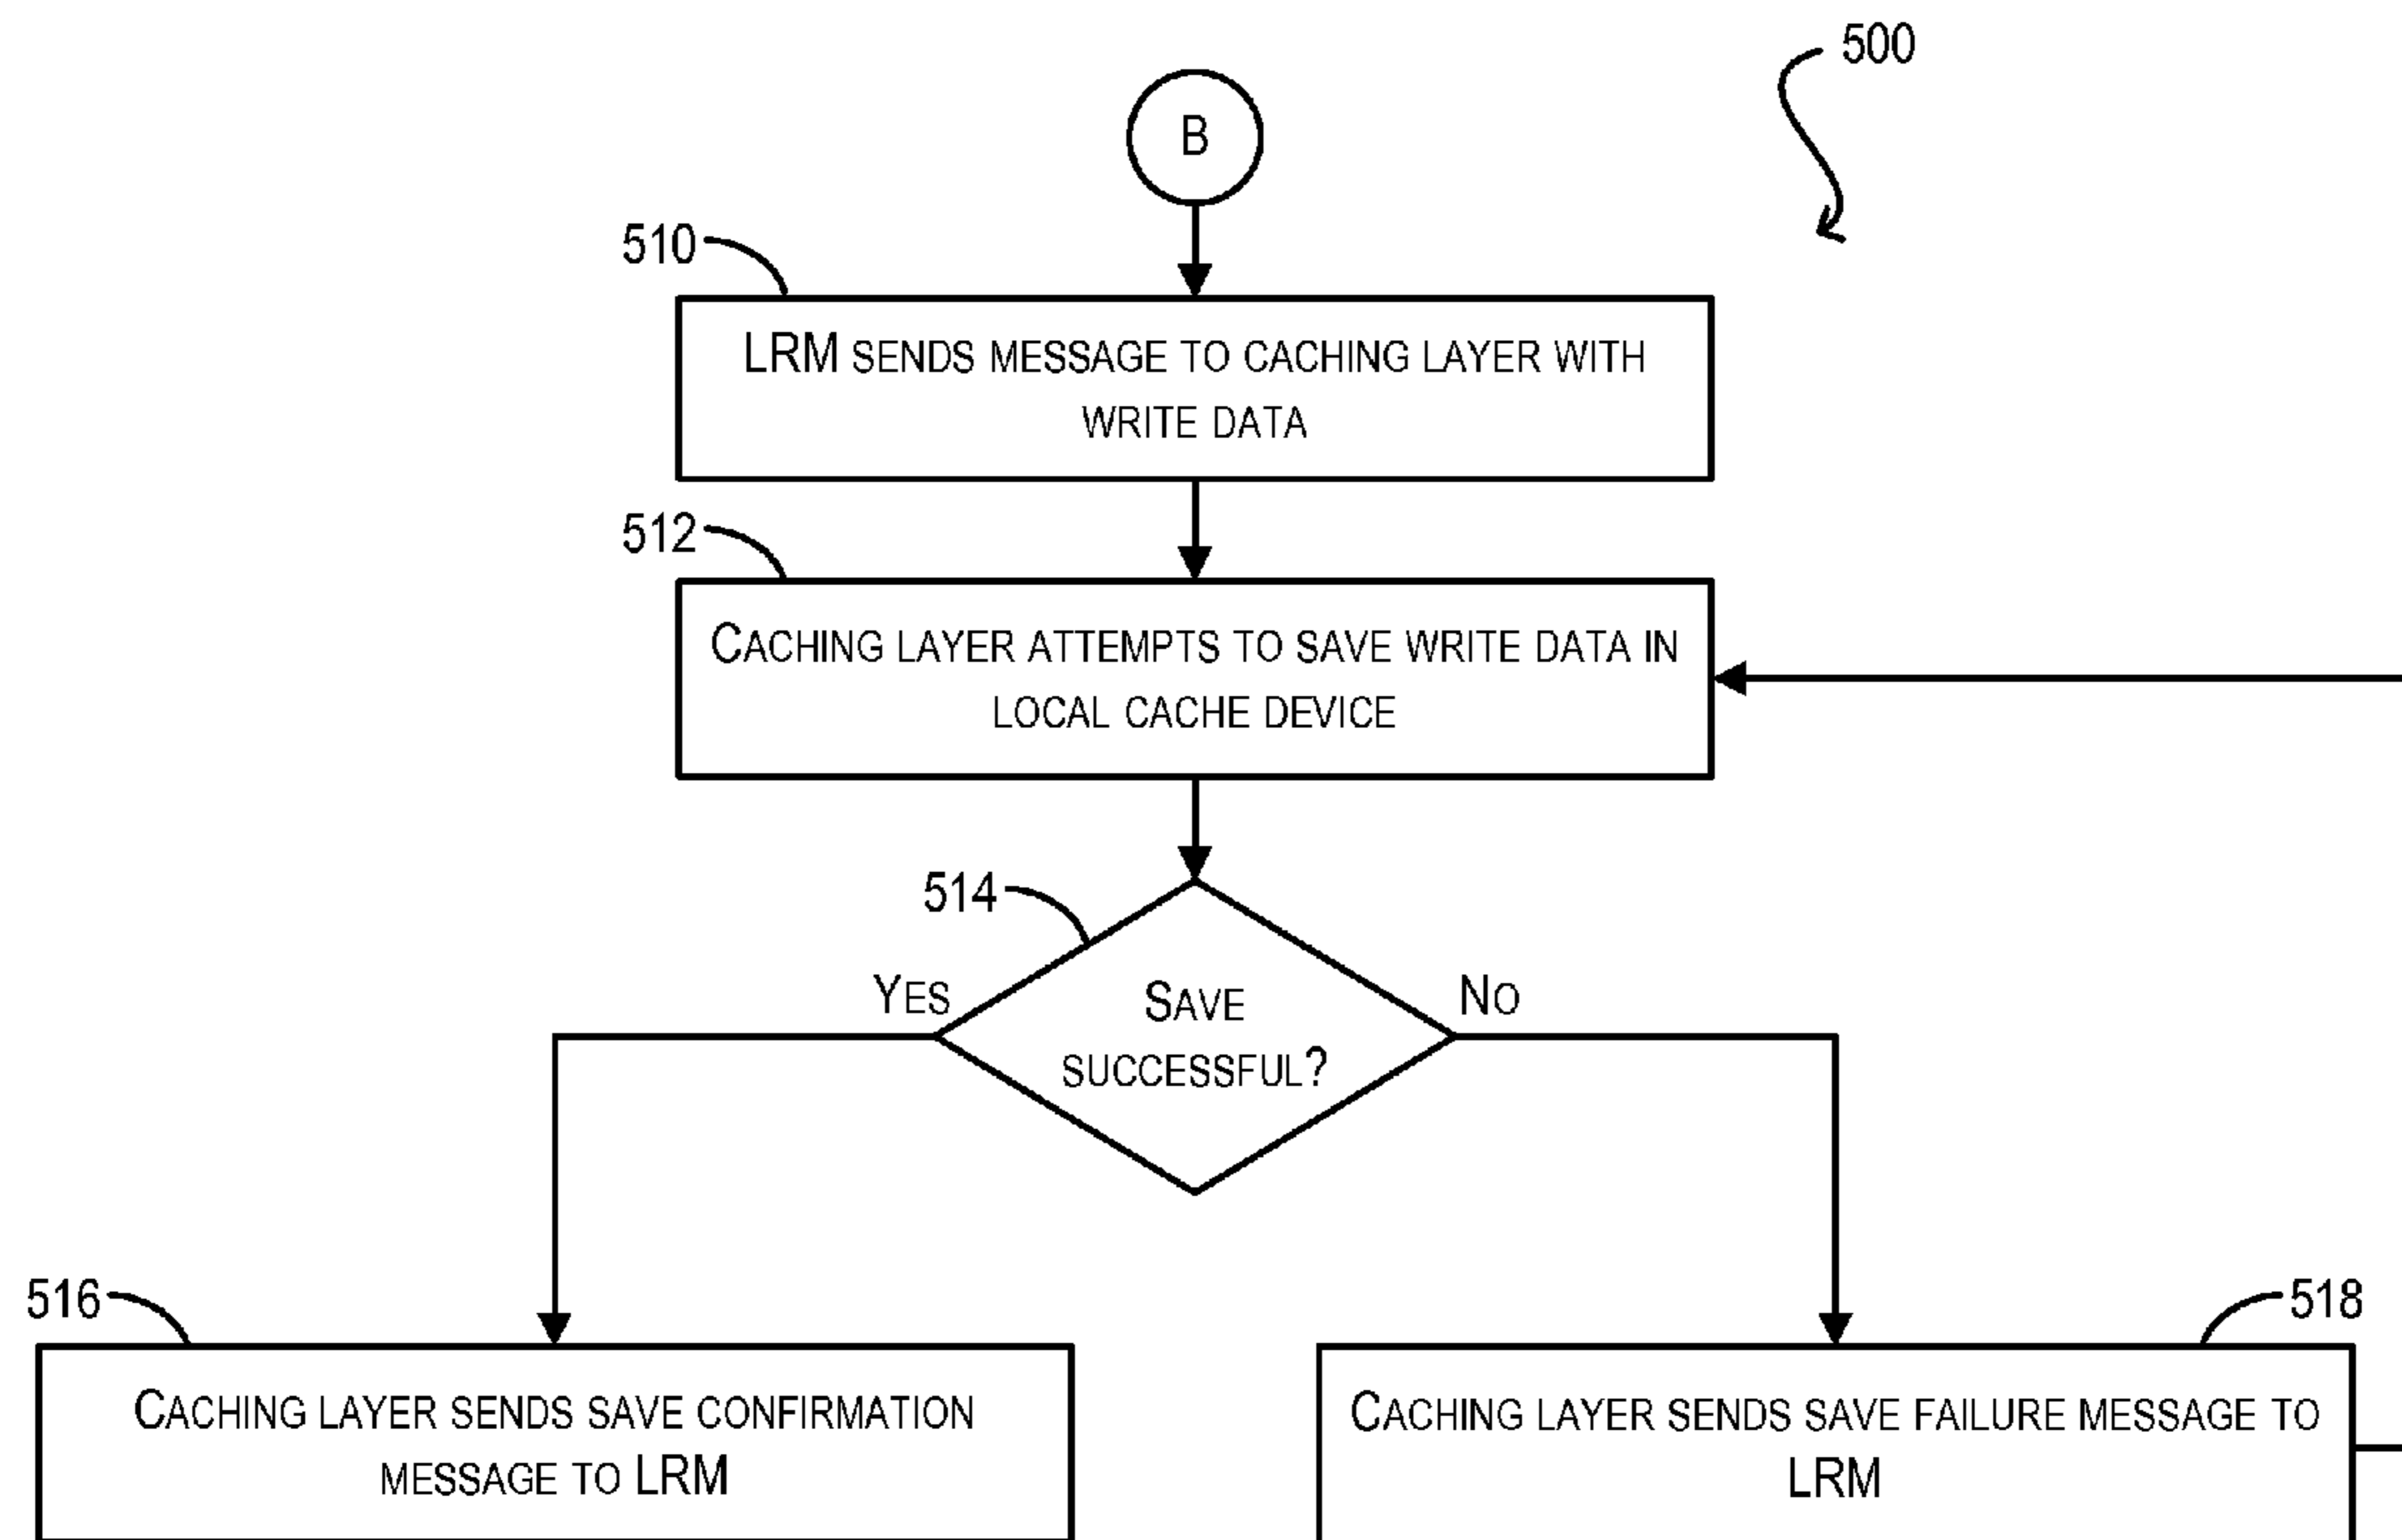 500
B
510
LRM SENDS MESSAGE TO CACHING LAYER WITH
WRITE DATA
512
CACHING LAYER ATTEMPTS TO SAVE WRITE DATA IN
LOCAL CACHE DEVICE
514
YES
SAVE
SUCCESSFUL?
NO
516
CACHING LAYER SENDS SAVE CONFIRMATION
MESSAGE TO LRM
518
CACHING LAYER SENDS SAVE FAILURE MESSAGE TO
LRM